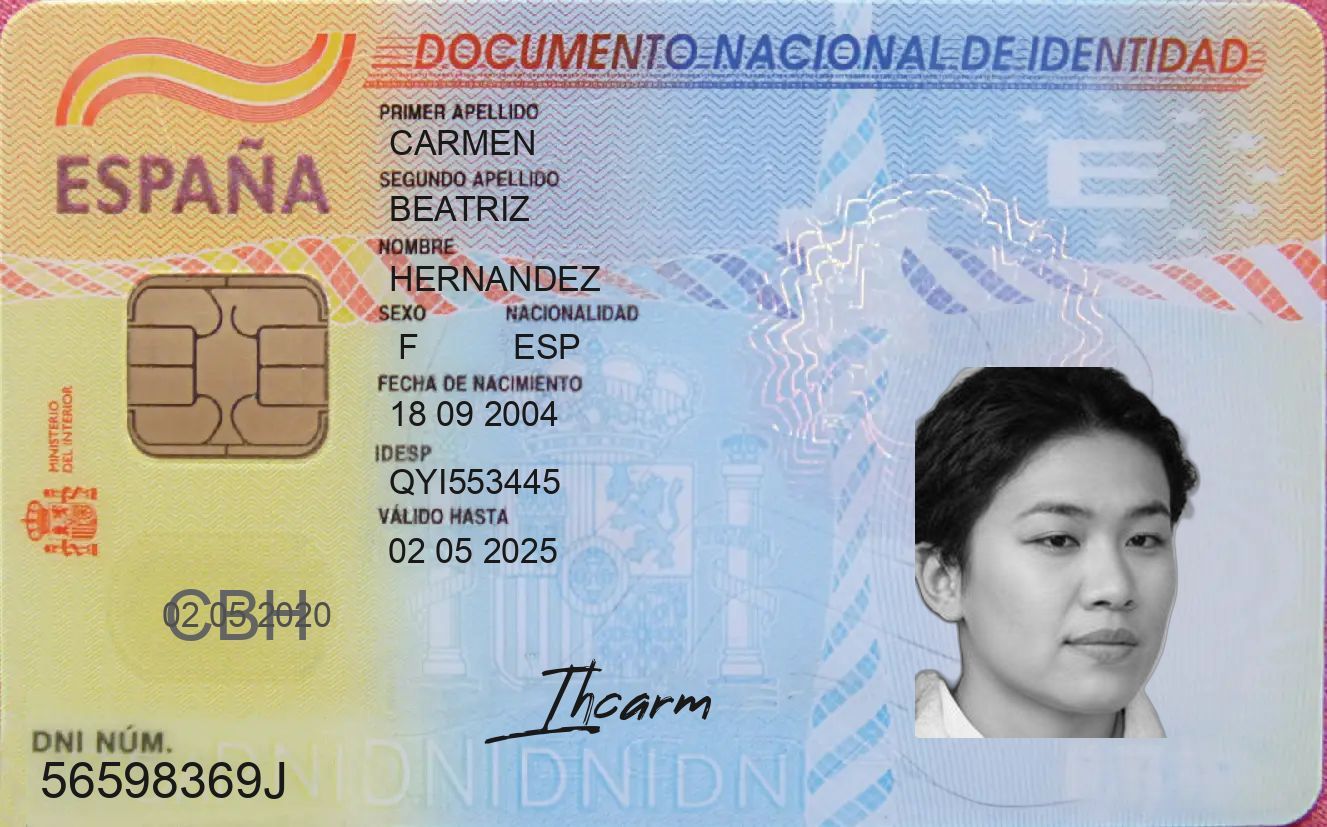 DOCUMENTO NACIONAL DE IDENTIDAD
ESPAÑA
PRIMER APELLIDO
CARMEN
SEGUNDO APELLIDO
BEATRIZ
NOMBRE
HERNANDEZ
SEXO NACIONALIDAD
F ESP
FECHA DE NACIMIENTO
18 09 2004
IDESP
QYI553445
VÁLIDO HASTA
02 05 2025
MINISTERIO
DEL INTERIOR
E
02 05 2020
CBH
Ihcarm
DNI NÚM.
56598369J
DNIDNIDNIDNI